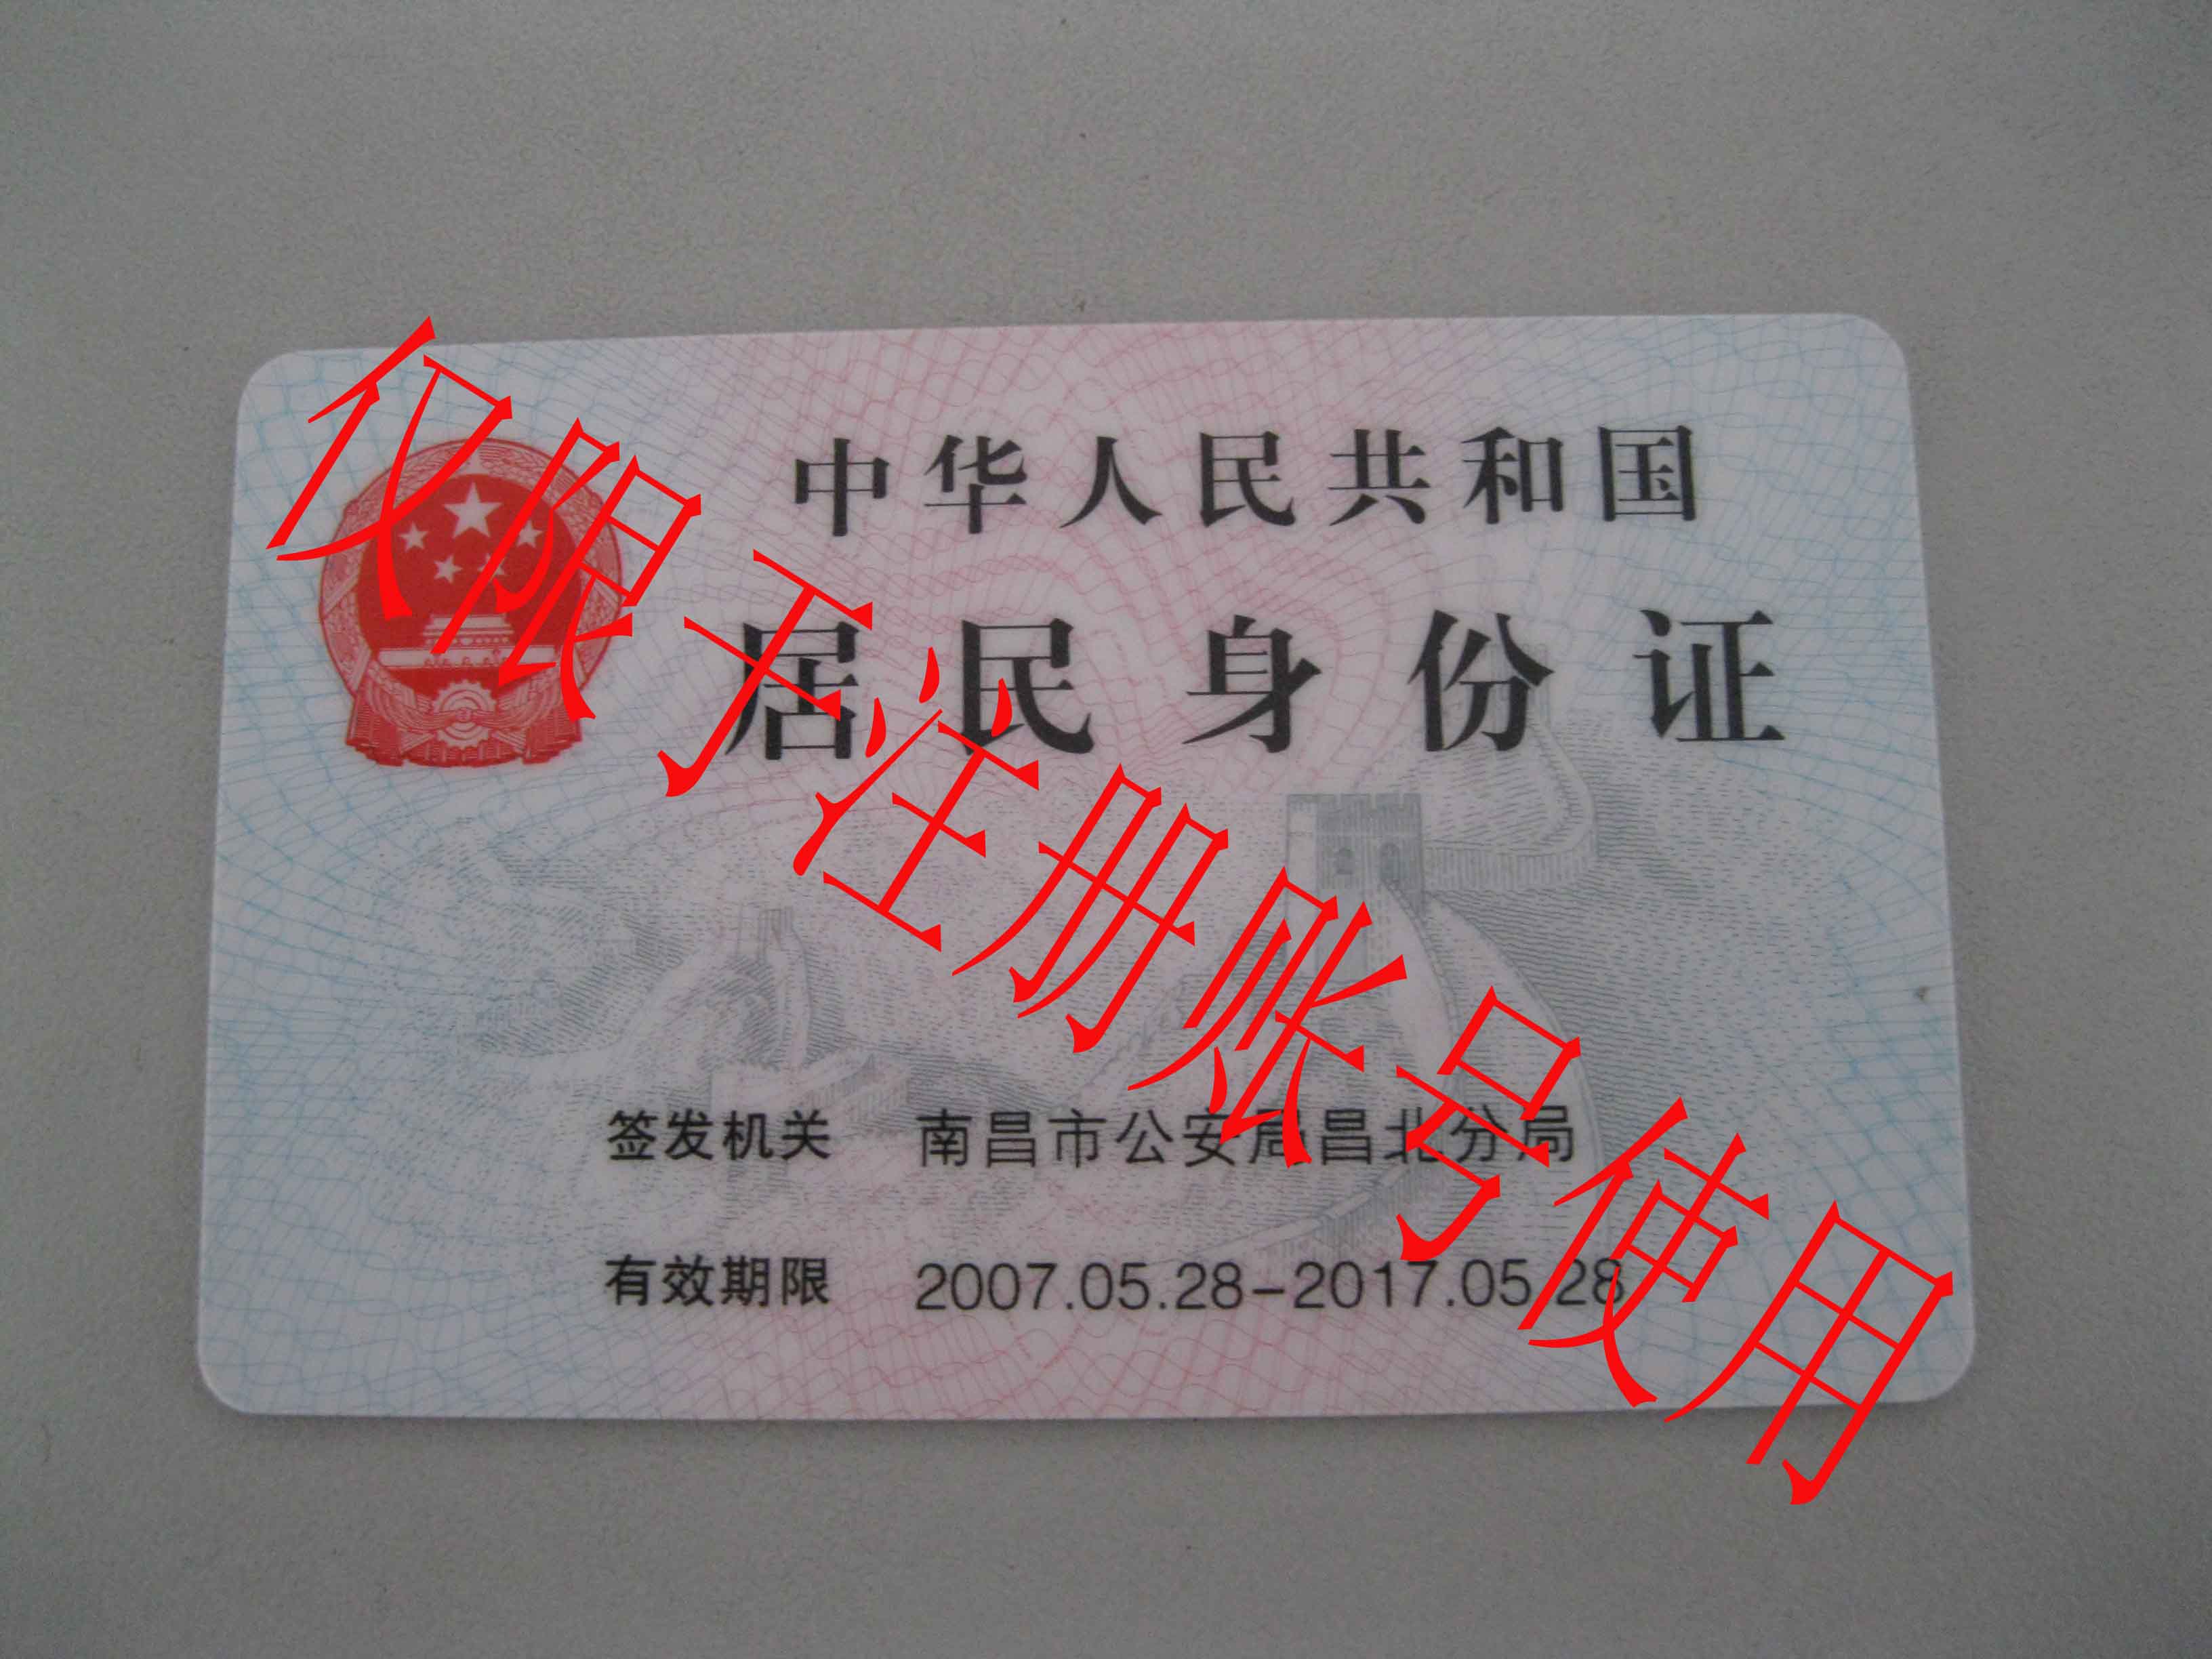 中华人民共和国
居民身份证
仅限于注册账号使用
签发机关 南昌市公安局昌北分局
有效期限 2007.05.28-2017.05.28